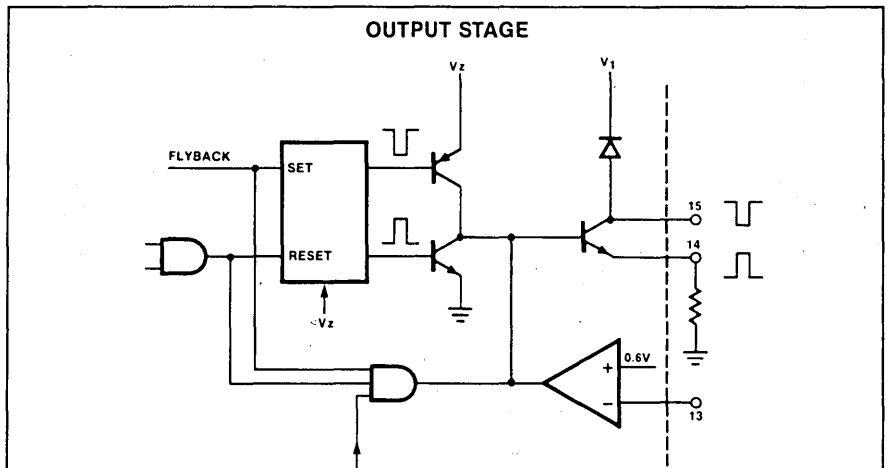 OUTPUT STAGE
Vz
V1
FLYBACK
SET
15
14
RESET
Vz
0.6V
+
−
13